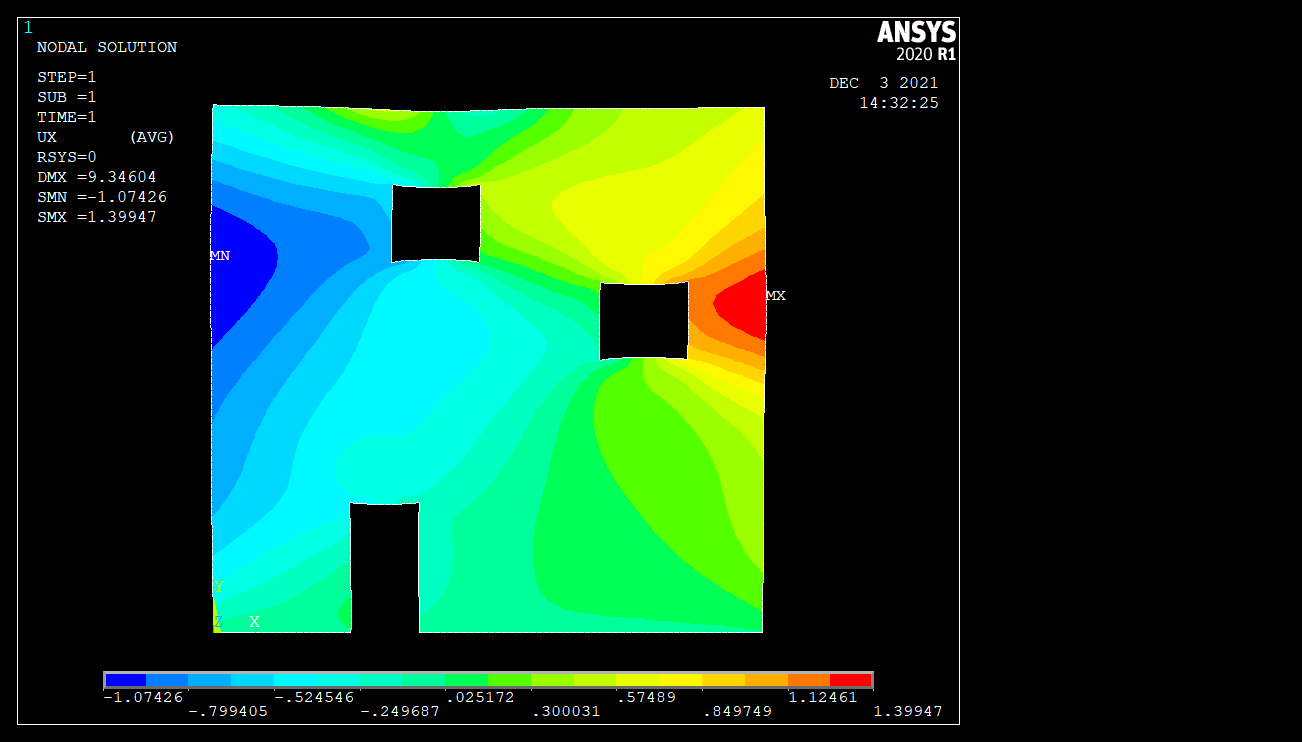 1
ANSYS
2020 R1
NODAL SOLUTION
DEC 3 2021
14:32:25
STEP=1
SUB =1
TIME=1
UX (AVG)
RSYS=0
DMX =9.34604
SMN =-1.07426
SMX =1.39947
MN
MX
Y
Z X
-1.07426 -.524546 .025172 .57489 1.12461
-.799405 -.249687 .300031 .849749 1.39947